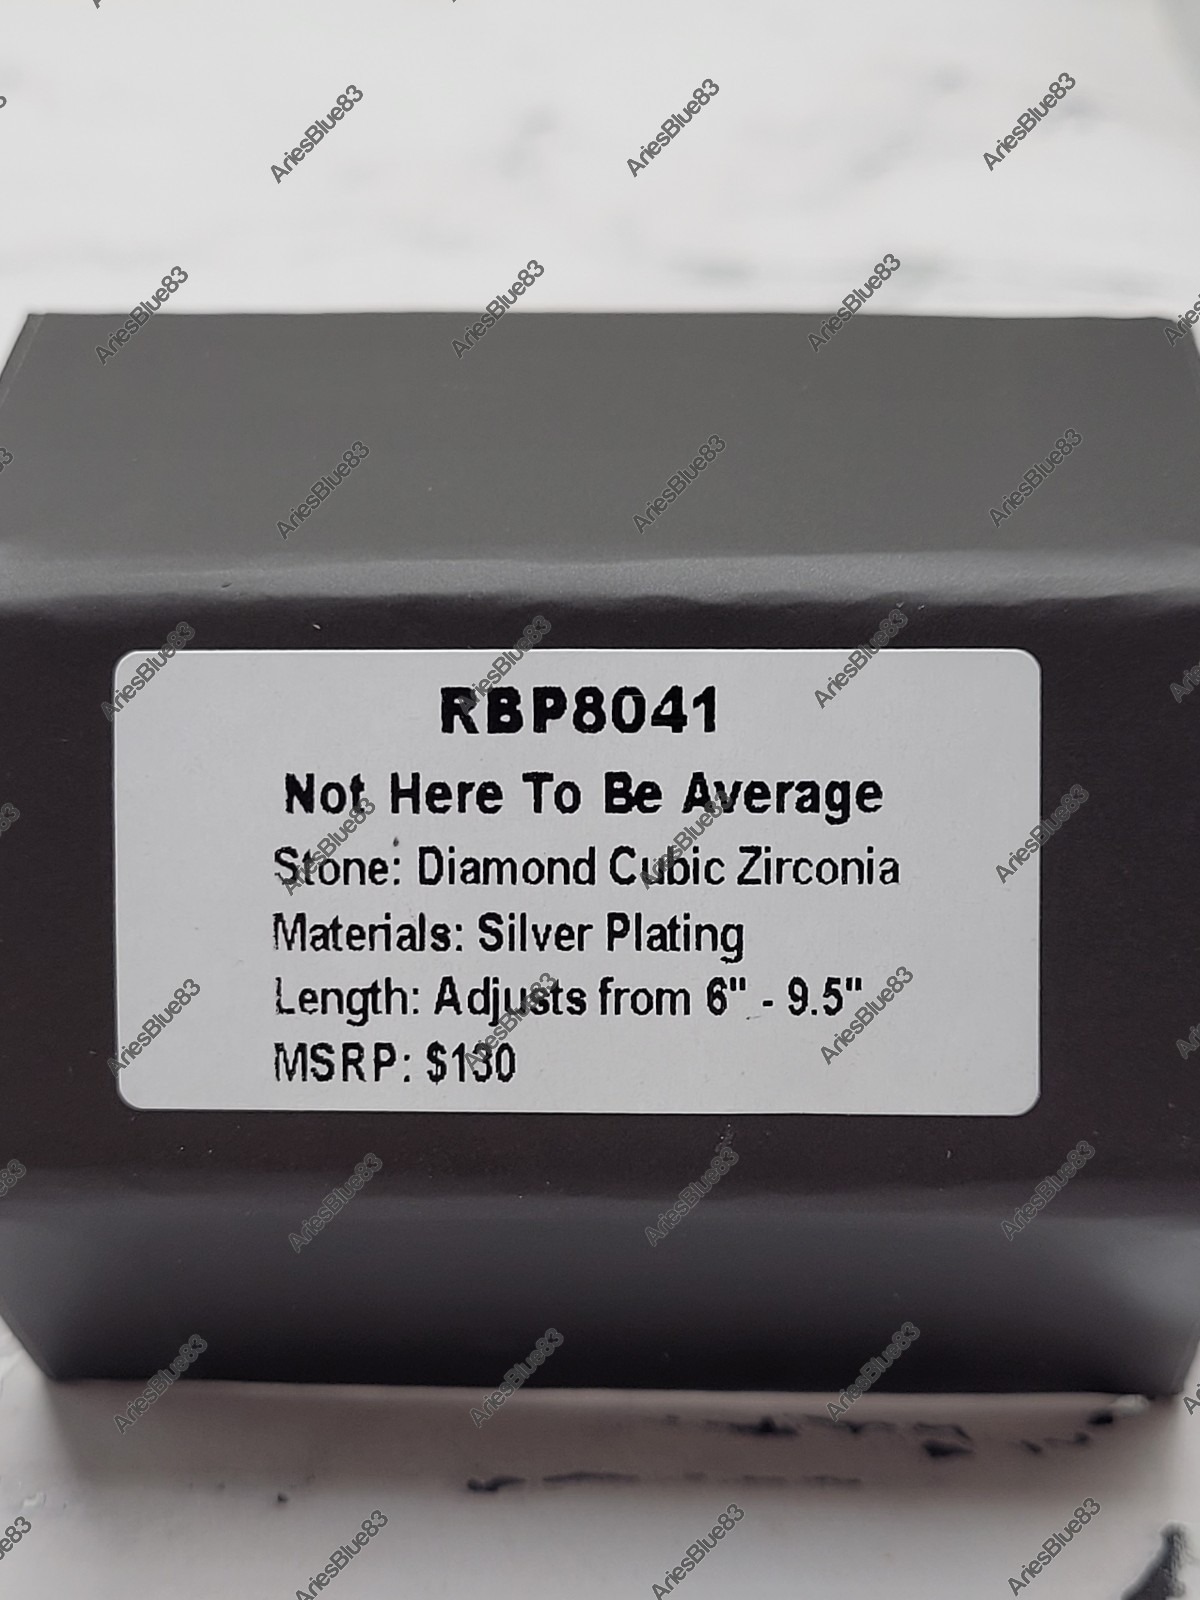 RBP8041
Not Here To Be Average
Stone: Diamond Cubic Zirconia
Materials: Silver Plating
Length: Adjusts from 6" - 9.5"
MSRP: $130
AriesBlue83